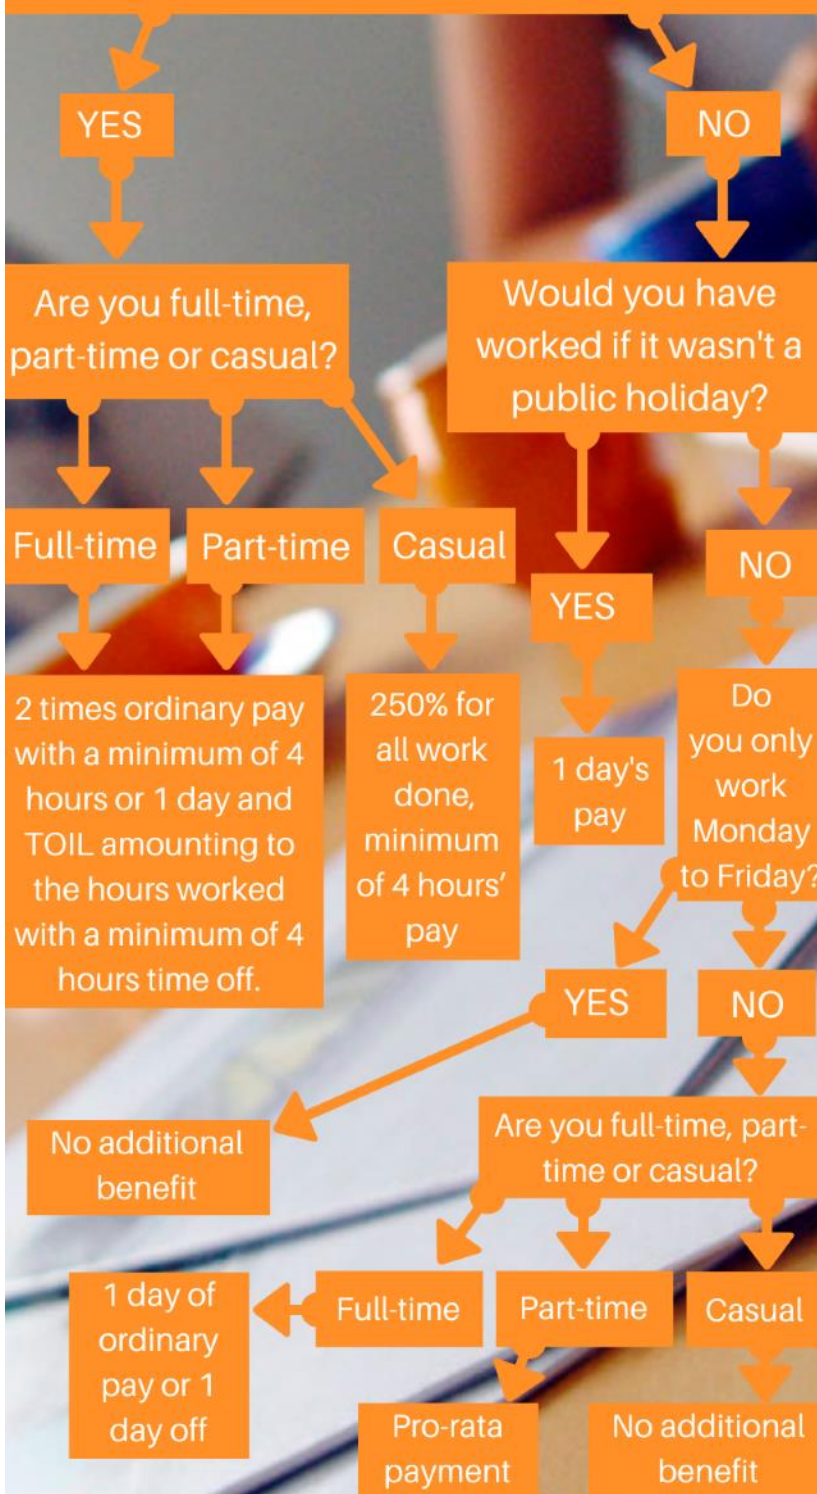 YES
NO
Are you full-time,
part-time or casual?
Would you have
worked if it wasn't a
public holiday?
Full-time
Part-time
Casual
YES
NO
2 times ordinary pay
with a minimum of 4
hours or 1 day and
TOIL amounting to
the hours worked
with a minimum of 4
hours time off.
250% for
all work
done,
minimum
of 4 hours’
pay
1 day's
pay
Do
you only
work
Monday
to Friday?
YES
NO
No additional
benefit
Are you full-time, part-
time or casual?
Full-time
Part-time
Casual
1 day of
ordinary
pay or 1
day off
Pro-rata
payment
No additional
benefit